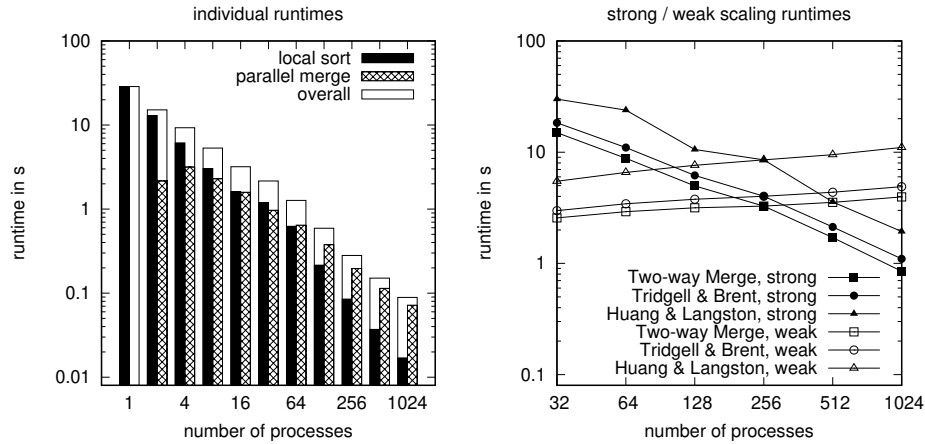 individual runtimes
100
10
1
0.1
0.01
runtime in s
local sort
parallel merge
overall
1 4 16 64 256 1024
number of processes
strong / weak scaling runtimes
100
10
1
0.1
runtime in s
Two-way Merge, strong
Tridgell & Brent, strong
Huang & Langston, strong
Two-way Merge, weak
Tridgell & Brent, weak
Huang & Langston, weak
32 64 128 256 512 1024
number of processes